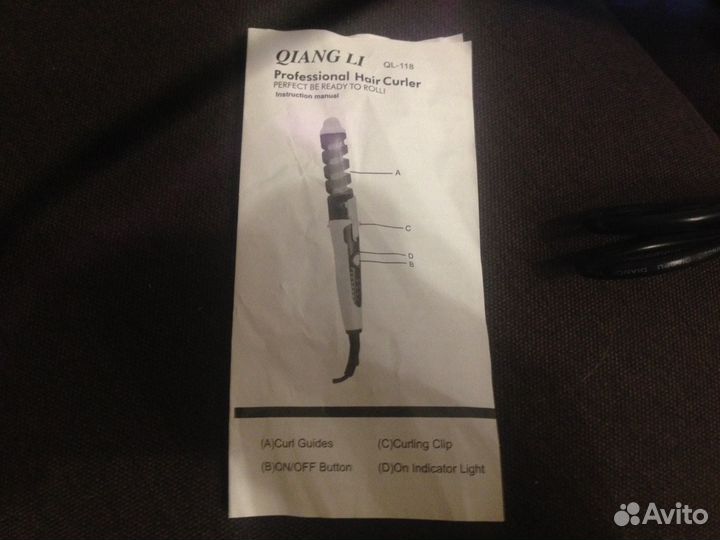 QIANG LI QL-118
Professional Hair Curler
PERFECT BE READY TO ROLL!
Instruction manual
A
C
D
B
(A)Curl Guides (C)Curling Clip
(B)ON/OFF Button (D)On Indicator Light
Avito